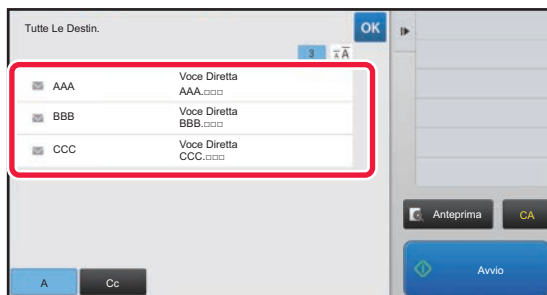 Tutte Le Destin.
OK
3
AAA
Voce Diretta
AAA.□□□
BBB
Voce Diretta
BBB.□□□
CCC
Voce Diretta
CCC.□□□
Anteprima
CA
A
Cc
Avvio